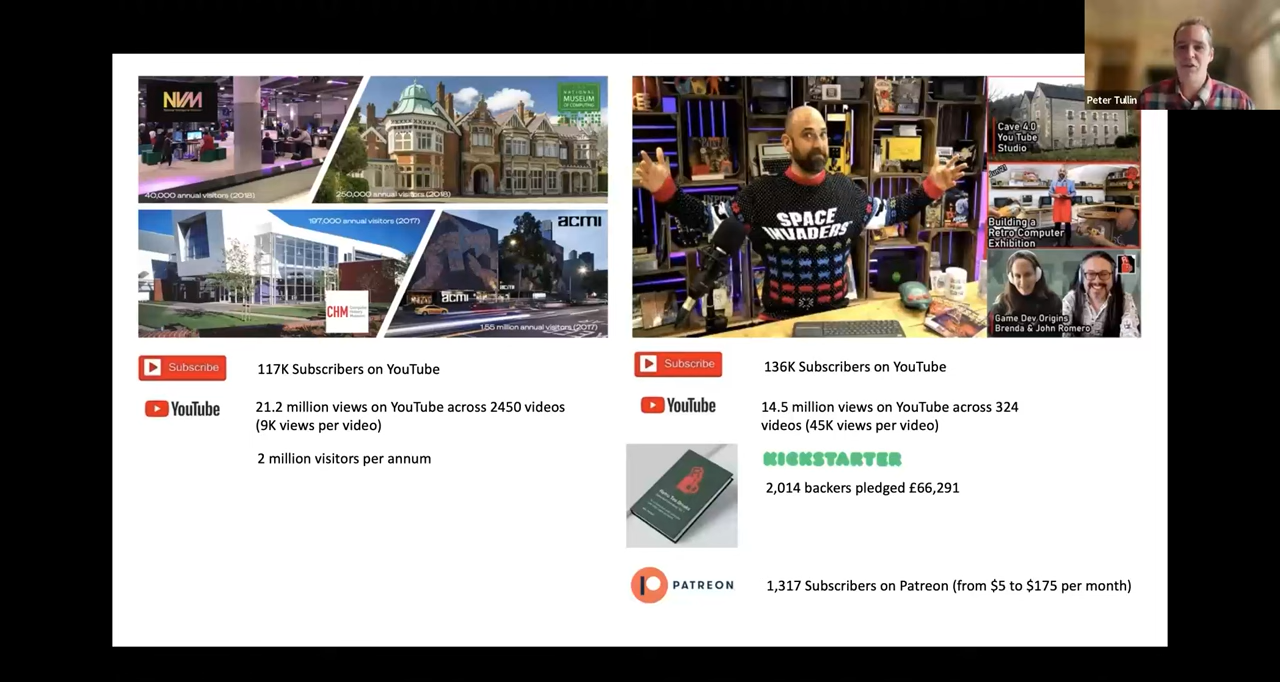 NVM
40,000 annual visitors (2018)
NATIONAL
MUSEUM
OF COMPUTING
250,000 annual visitors (2018)
197,000 annual visitors (2017)
CHM
Computer
History
Museum
acmi
acmi
acmi
1.55 million annual visitors (2017)
Subscribe
117K Subscribers on YouTube
YouTube
21.2 million views on YouTube across 2450 videos
(9K views per video)
2 million visitors per annum
SPACE
INVADERS
Cave 4.0
YouTube
Studio
Building a
Retro Computer
Exhibition
Game Dev Origins
Brenda & John Romero
Subscribe
136K Subscribers on YouTube
YouTube
14.5 million views on YouTube across 324
videos (45K views per video)
KICKSTARTER
2,014 backers pledged £66,291
PATREON
1,317 Subscribers on Patreon (from $5 to $175 per month)
Peter Tullin